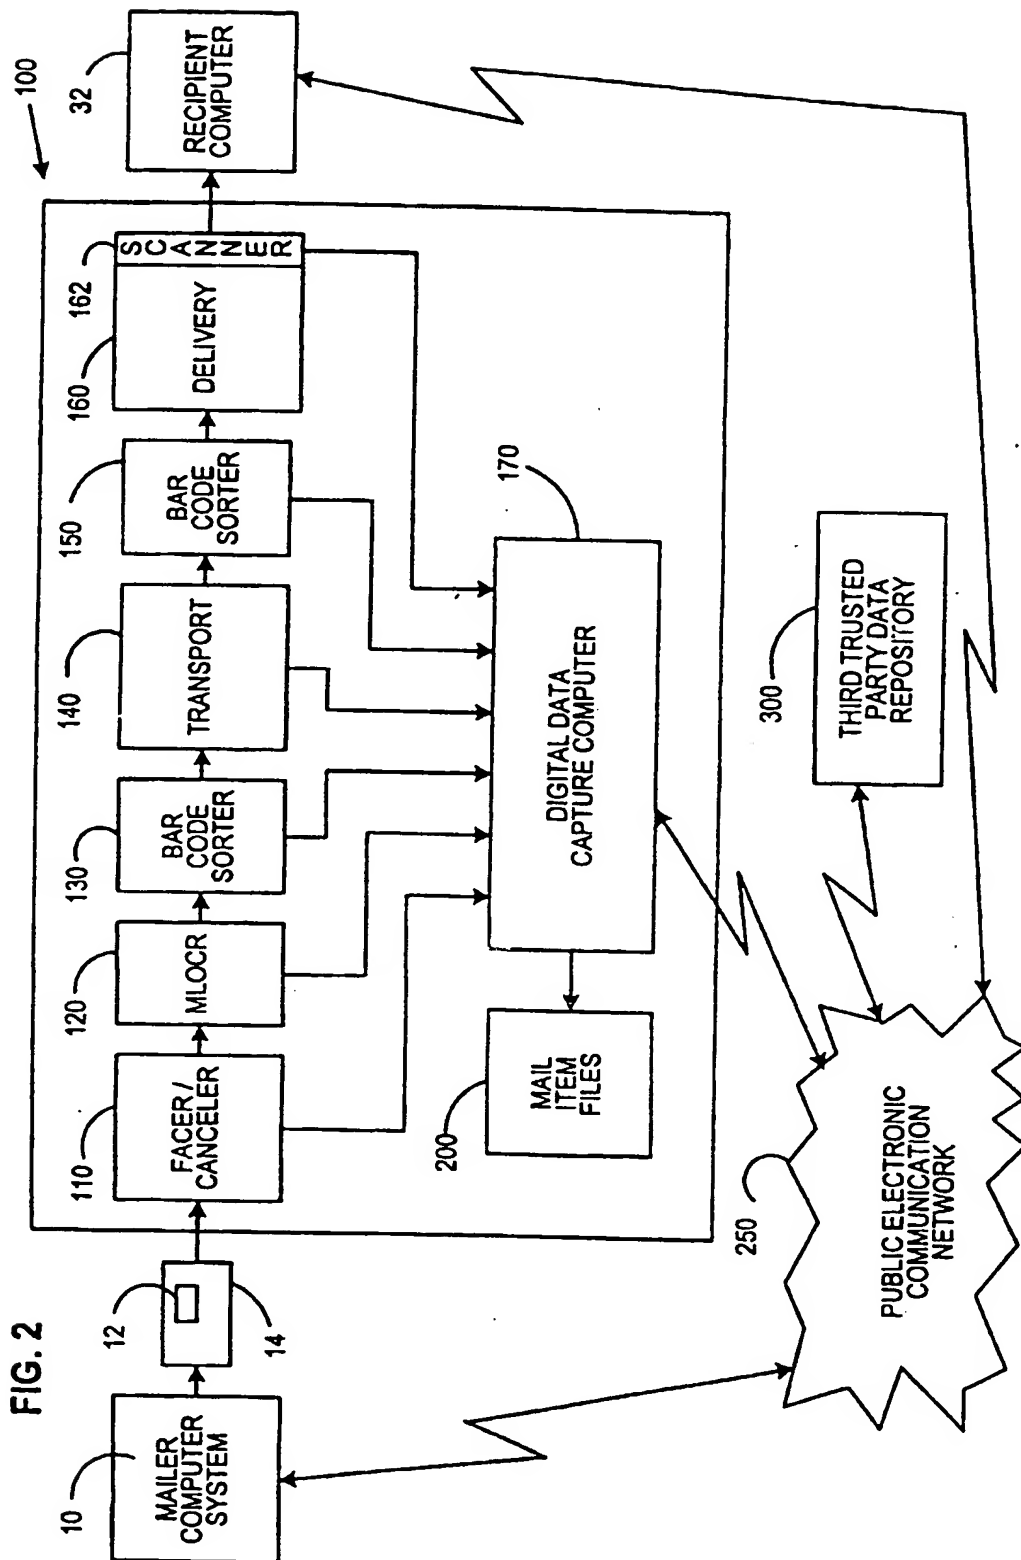 FIG. 2
100
10
MAILER
COMPUTER
SYSTEM
12
14
110
FACER/
CANCELER
120
MLOCR
130
BAR
CODE
SORTER
140
TRANSPORT
150
BAR
CODE
SORTER
160
DELIVERY
162
SCANNER
32
RECIPIENT
COMPUTER
200
MAIL
ITEM
FILES
170
DIGITAL DATA
CAPTURE COMPUTER
250
PUBLIC ELECTRONIC
COMMUNICATION
NETWORK
300
THIRD TRUSTED
PARTY DATA
REPOSITORY